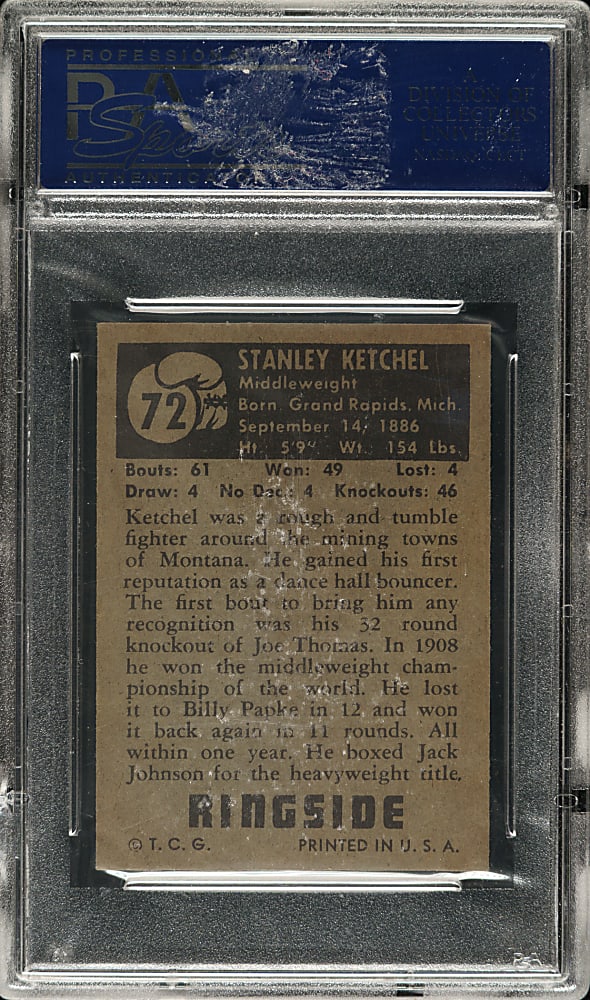 PROFESSIONAL
PSA
Sports
AUTHENTICATOR
A
DIVISION OF
COLLECTORS
UNIVERSE
72
STANLEY KETCHEL
Middleweight
Born Grand Rapids, Mich.
September 14, 1886
Ht. 5'9" Wt. 154 Lbs.
Bouts: 61 Won: 49 Lost: 4
Draw: 4 No Dec.: 4 Knockouts: 46
Ketchel was a rough and tumble
fighter around the mining towns
of Montana. He gained his first
reputation as a dance hall bouncer.
The first bout to bring him any
recognition was his 32 round
knockout of Joe Thomas. In 1908
he won the middleweight cham-
pionship of the world. He lost
it to Billy Papke in 12 and won
it back again in 11 rounds. All
within one year. He boxed Jack
Johnson for the heavyweight title.
RINGSIDE
© T. C. G. PRINTED IN U. S. A.
PSA